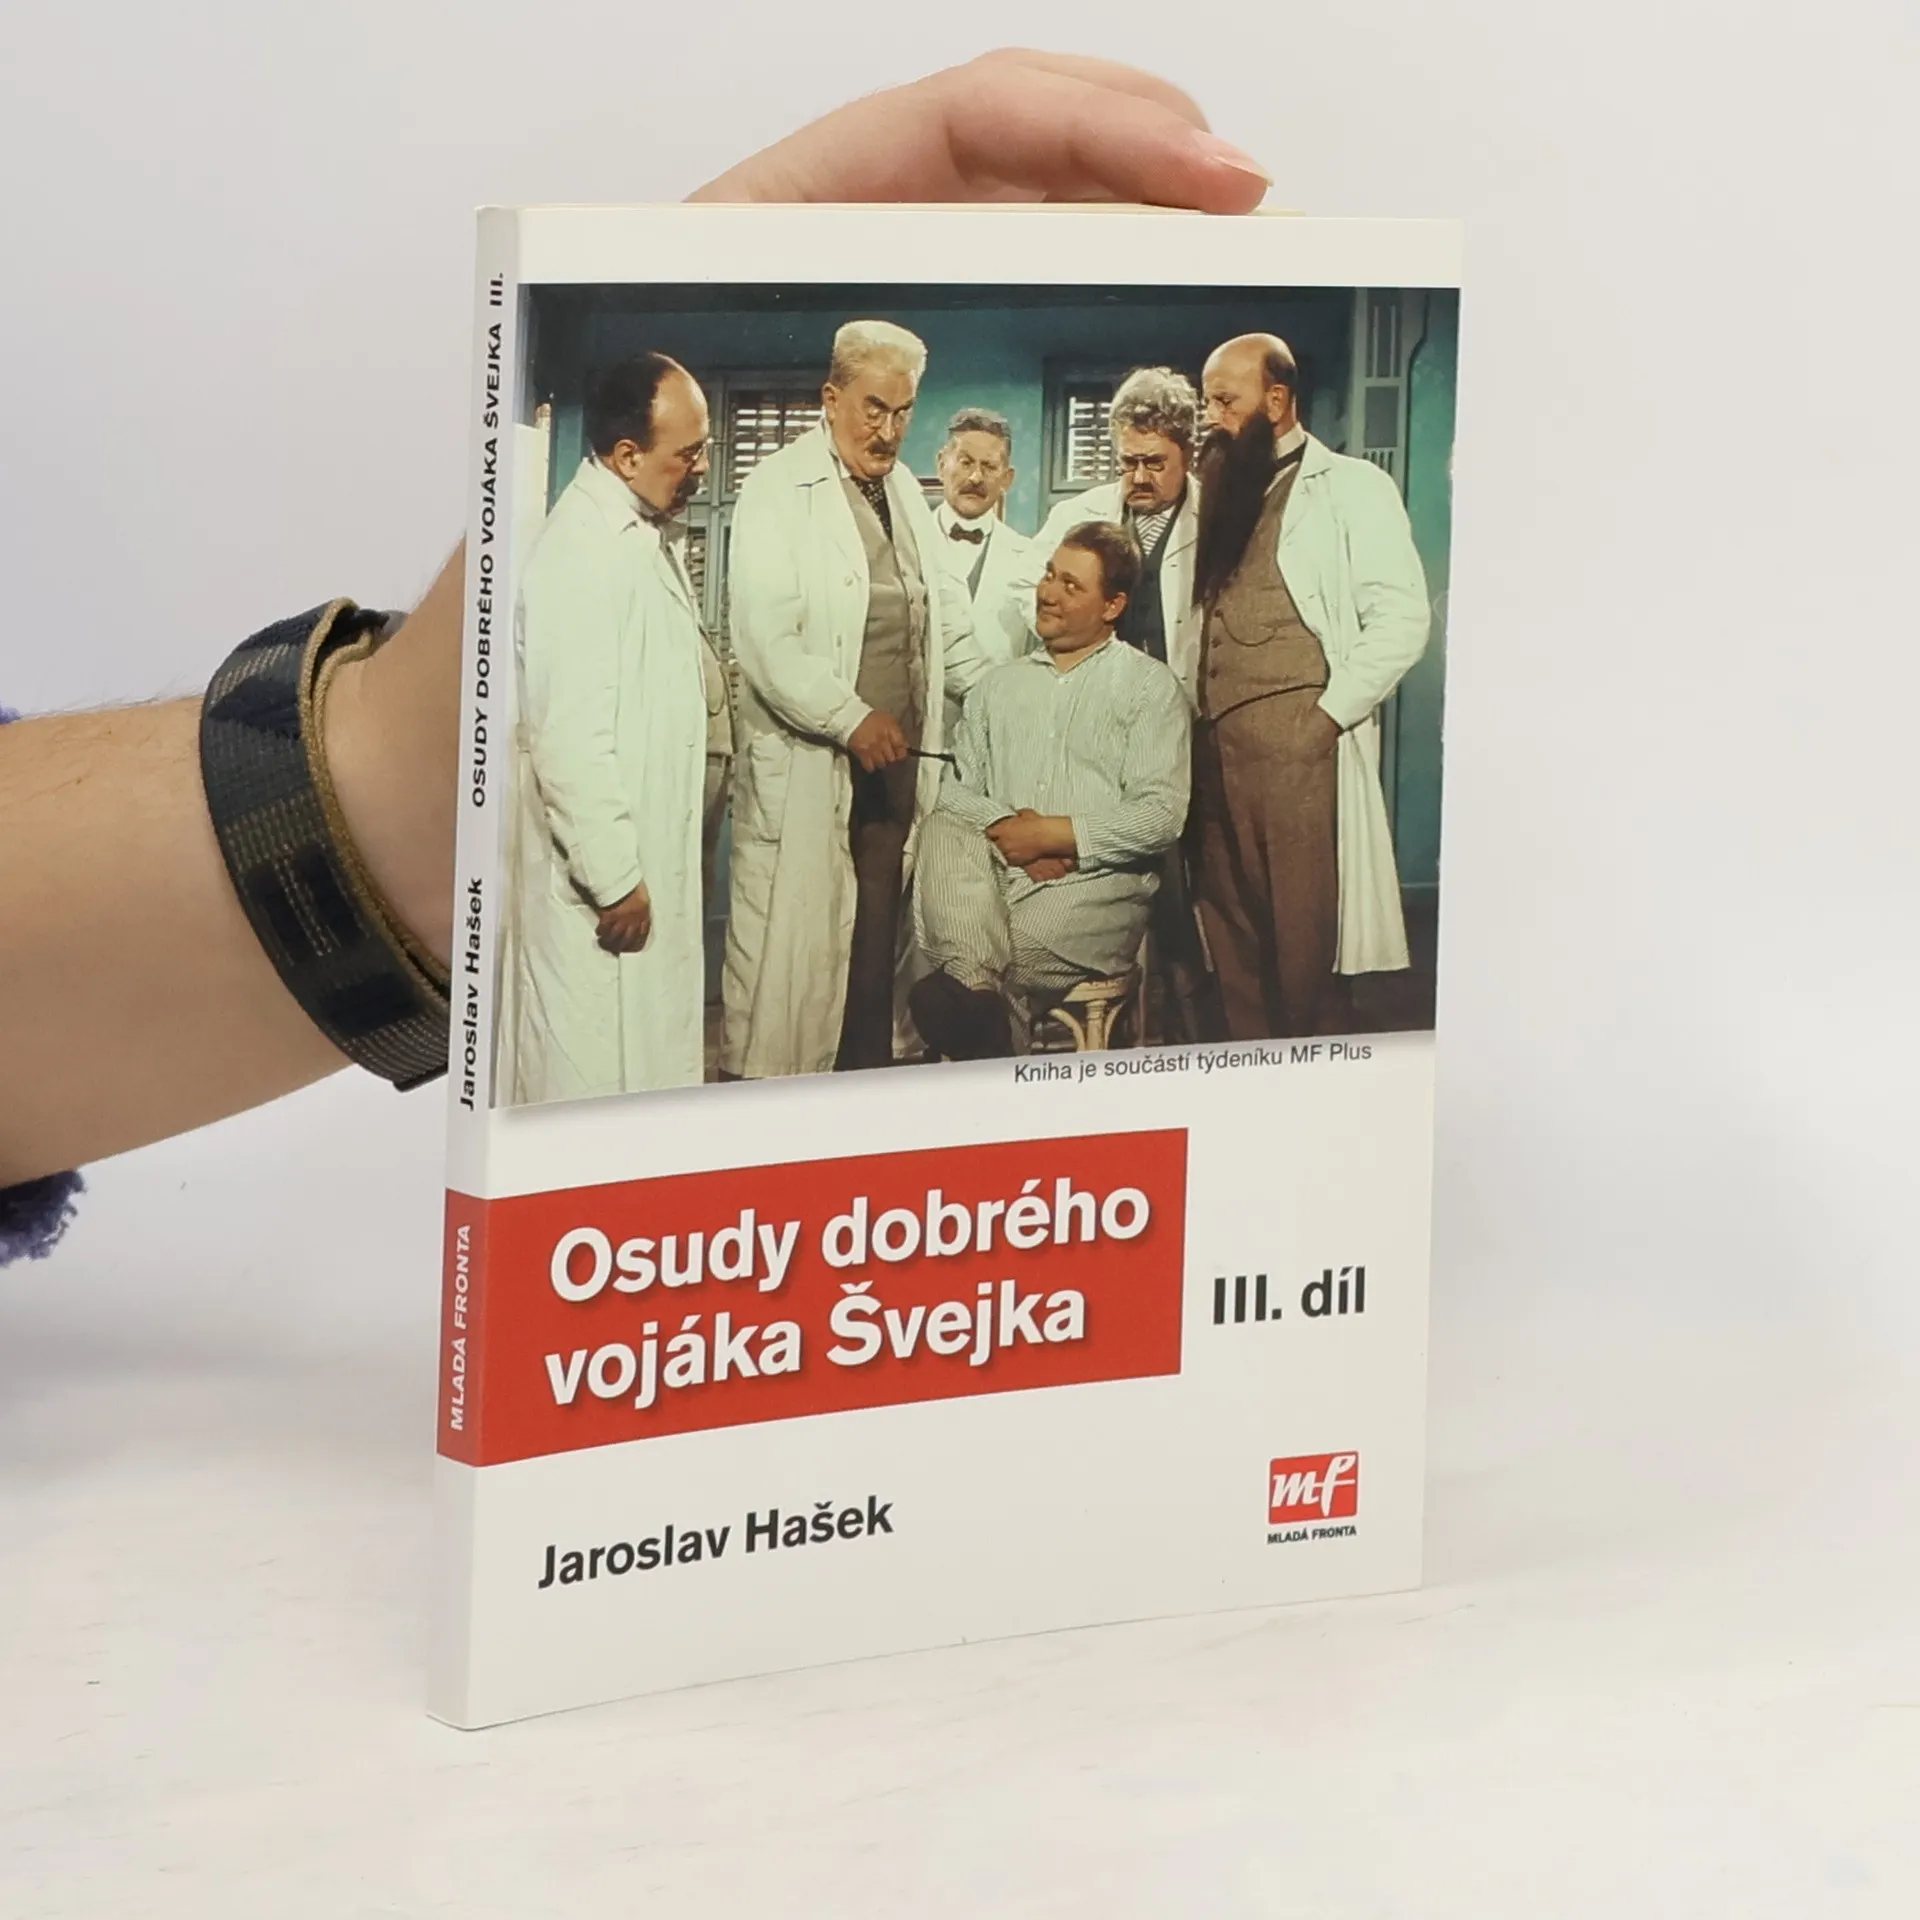 Jaroslav Hašek OSUDY DOBRÉHO VOJÁKA ŠVEJKA III.
MLADÁ FRONTA
Kniha je součástí týdeníku MF Plus
Osudy dobrého
vojáka Švejka
III. díl
Jaroslav Hašek
mf
MLADÁ FRONTA